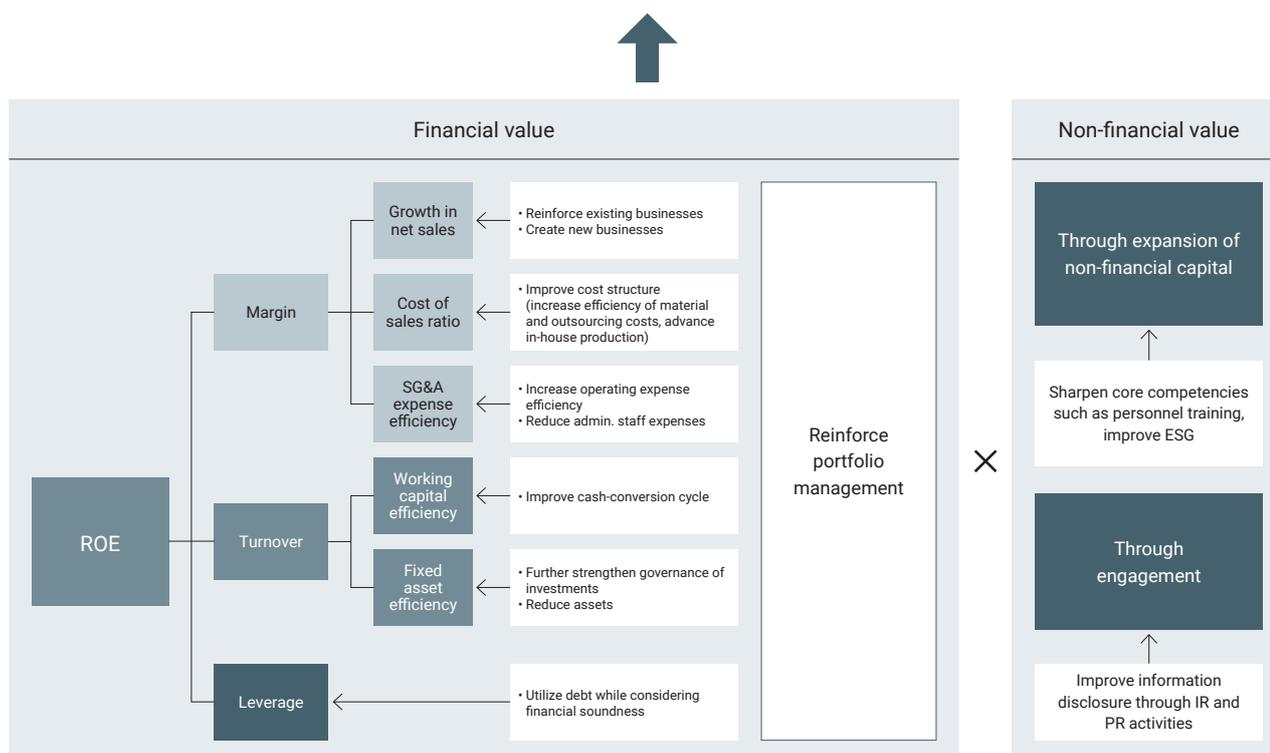 Financial value
Non-financial value
ROE
Margin
Turnover
Leverage
Growth in
net sales
Cost of
sales ratio
SG&A
expense
efficiency
Working
capital
efficiency
Fixed
asset
efficiency
• Reinforce existing businesses
• Create new businesses
• Improve cost structure
(increase efficiency of material
and outsourcing costs, advance
in-house production)
• Increase operating expense
efficiency
• Reduce admin. staff expenses
• Improve cash-conversion cycle
• Further strengthen governance of
investments
• Reduce assets
• Utilize debt while considering
financial soundness
Reinforce
portfolio
management
×
Through expansion of
non-financial capital
Sharpen core competencies
such as personnel training,
improve ESG
Through
engagement
Improve information
disclosure through IR and
PR activities